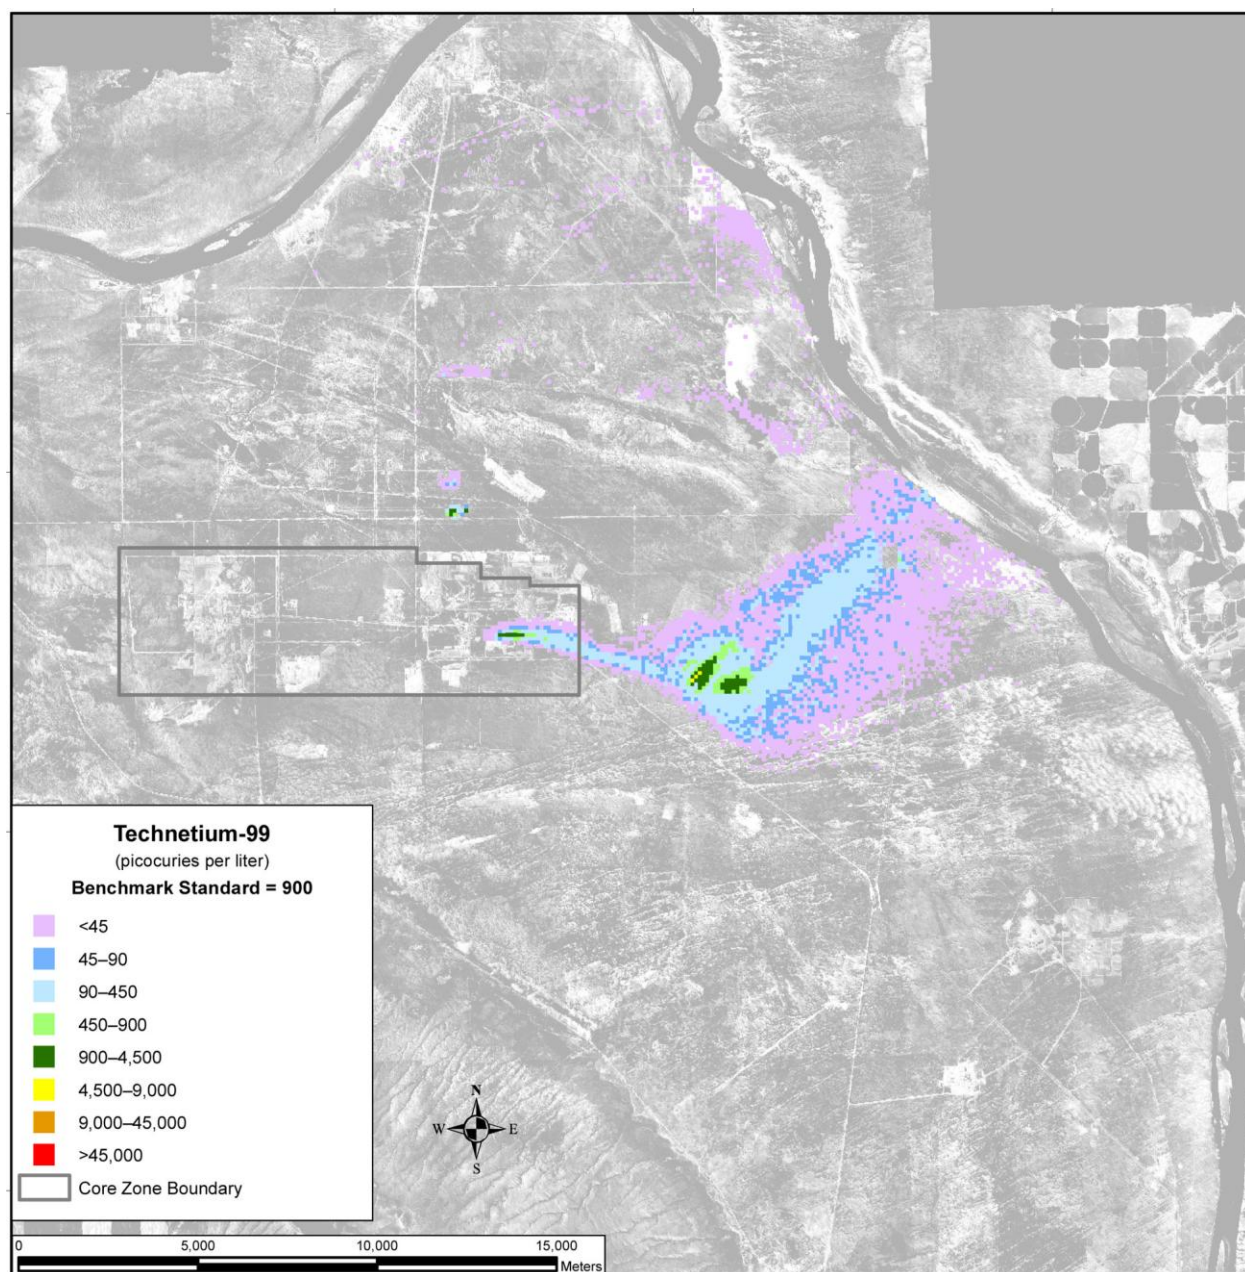 Technetium-99
(picocuries per liter)
Benchmark Standard = 900
<45
45–90
90–450
450–900
900–4,500
4,500–9,000
9,000–45,000
>45,000
Core Zone Boundary
N
W E
S
0 5,000 10,000 15,000
Meters